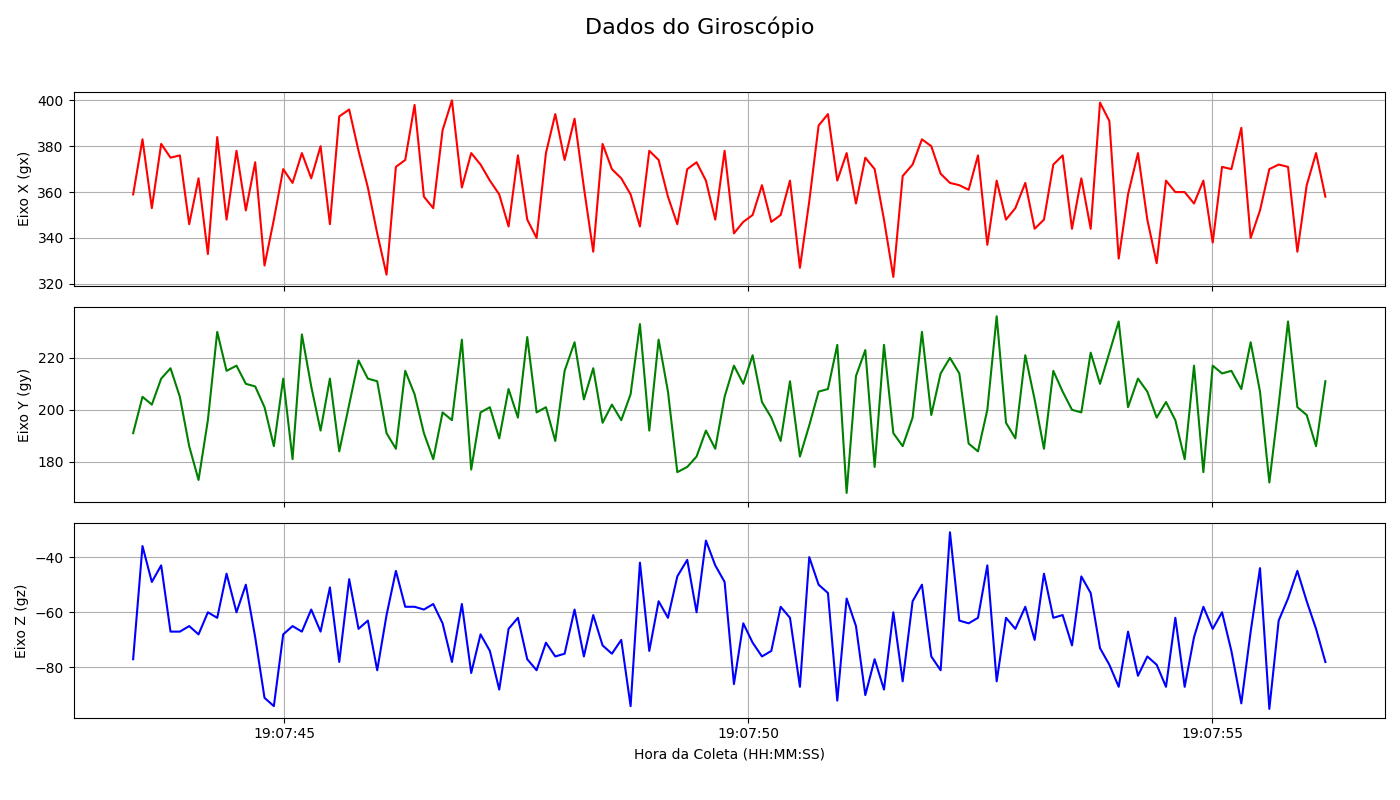 Dados do Giroscópio
Eixo X (gx)
400
380
360
340
320
Eixo Y (gy)
220
200
180
Eixo Z (gz)
−40
−60
−80
19:07:45 19:07:50 19:07:55
Hora da Coleta (HH:MM:SS)